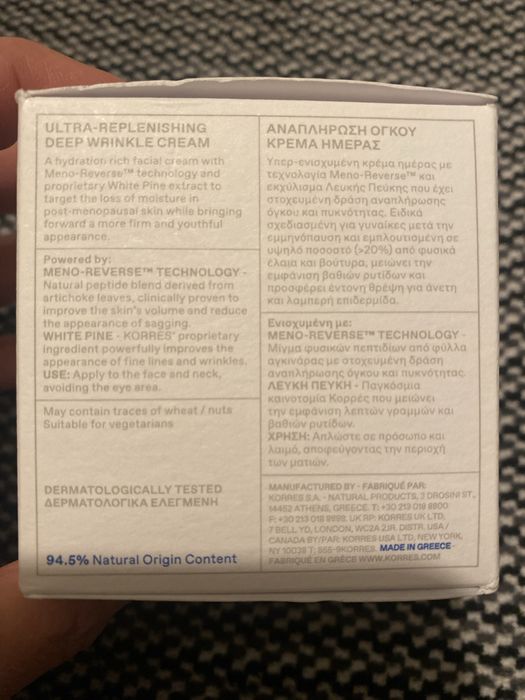 ULTRA-REPLENISHING
DEEP WRINKLE CREAM
A hydration rich facial cream with
Meno-Reverse™ technology and
proprietary White Pine extract to
target the loss of moisture in
post-menopausal skin while bringing
forward a more firm and youthful
appearance.
Powered by:
MENO-REVERSE™ TECHNOLOGY -
Natural peptide blend derived from
artichoke leaves, clinically proven to
improve the skin's volume and reduce
the appearance of sagging.
WHITE PINE - KORRES' proprietary
ingredient powerfully improves the
appearance of fine lines and wrinkles.
USE: Apply to the face and neck,
avoiding the eye area.
May contain traces of wheat / nuts
Suitable for vegetarians
DERMATOLOGICALLY TESTED
ΔΕΡΜΑΤΟΛΟΓΙΚΑ ΕΛΕΓΜΕΝΗ
94.5% Natural Origin Content
ΑΝΑΠΛΗΡΩΣΗ ΟΓΚΟΥ
ΚΡΕΜΑ ΗΜΕΡΑΣ
Υπερ-ενισχυμένη κρέμα ημέρας με
τεχνολογία Meno-Reverse™ και
εκχύλισμα Λευκής Πεύκης που έχει
στοχευμένη δράση αναπλήρωσης
όγκου και πυκνότητας. Ειδικά
σχεδιασμένη για γυναίκες μετά την
εμμηνόπαυση και εμπλουτισμένη σε
υψηλό ποσοστό (>20%) από φυσικά
έλαια και βούτυρα, μειώνει την
εμφάνιση βαθιών ρυτίδων και
προσφέρει έντονη θρέψη για άνετη
και λαμπερή επιδερμίδα.
Ενισχυμένη με:
MENO-REVERSE™ TECHNOLOGY -
Μίγμα φυσικών πεπτιδίων από φύλλα
αγκινάρας με στοχευμένη δράση
αναπλήρωσης όγκου και πυκνότητας.
ΛΕΥΚΗ ΠΕΥΚΗ - Παγκόσμια
καινοτομία Κορρές που μειώνει
την εμφάνιση λεπτών γραμμών και
βαθιών ρυτίδων.
ΧΡΗΣΗ: Απλώστε σε πρόσωπο και
λαιμό, αποφεύγοντας την περιοχή
των ματιών.
MANUFACTURED BY - FABRIQUÉ PAR:
KORRES S.A. - NATURAL PRODUCTS, 3 DROSINI ST.,
14452 ATHENS, GREECE. T: +30 213 018 8800
F: +30 213 018 8899. UK RP: KORRES UK LTD,
7 BELL YD, LONDON, WC2A 2JR. DISTR. USA /
CANADA BY/PAR: KORRES USA LTD, NEW YORK,
NY 10038 T: 855-9KORRES. MADE IN GREECE -
FABRIQUÉ EN GRÈCE WWW.KORRES.COM